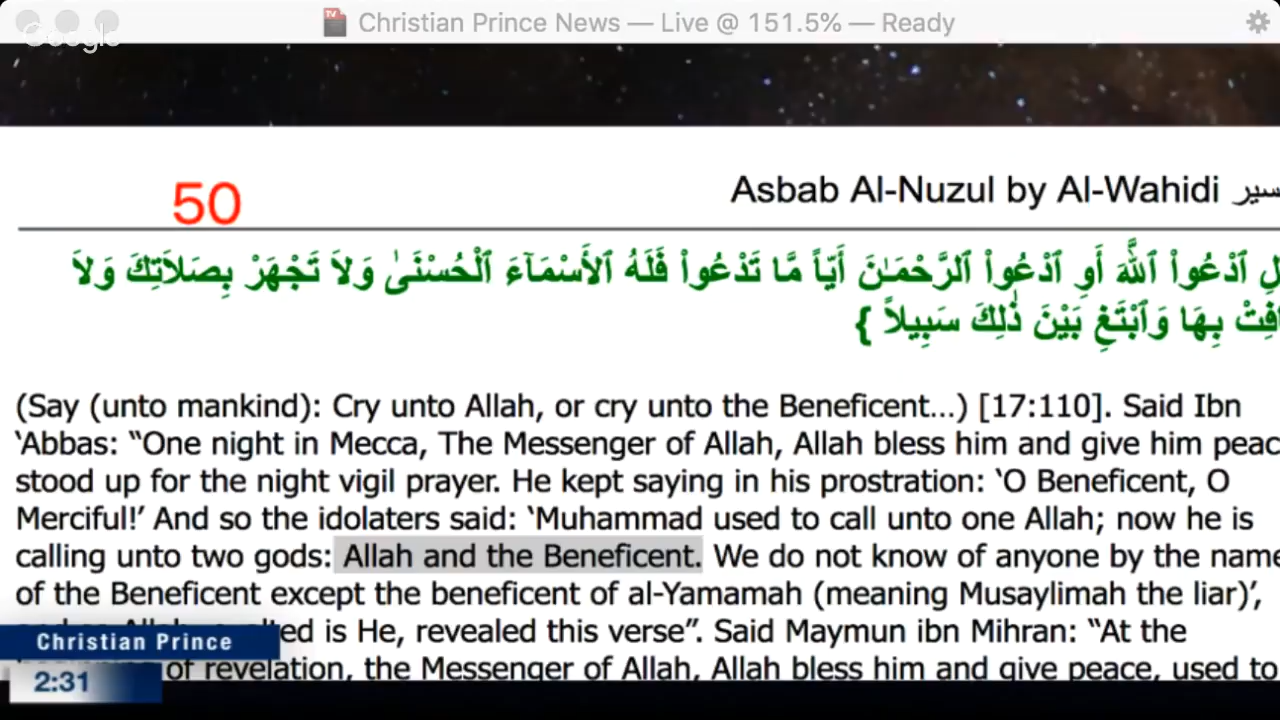 Christian Prince News — Live @ 151.5% — Ready
Google
50
Asbab Al-Nuzul by Al-Wahidi
ٱدْعُواْ ٱللَّهَ أَوِ ٱدْعُواْ ٱلرَّحْمَـٰنَ أَيّاً مَّا تَدْعُواْ فَلَهُ ٱلأَسْمَآءَ ٱلْحُسْنَىٰ وَلاَ تَجْهَرْ بِصَلاَتِكَ وَلاَ
بِهَا وَٱبْتَغِ بَيْنَ ذٰلِكَ سَبِيلاً }
(Say (unto mankind): Cry unto Allah, or cry unto the Beneficent...) [17:110]. Said Ibn
‘Abbas: “One night in Mecca, The Messenger of Allah, Allah bless him and give him peac
stood up for the night vigil prayer. He kept saying in his prostration: ‘O Beneficent, O
Merciful!’ And so the idolaters said: ‘Muhammad used to call unto one Allah; now he is
calling unto two gods: Allah and the Beneficent. We do not know of anyone by the name
of the Beneficent except the beneficent of al-Yamamah (meaning Musaylimah the liar)’,
is He, revealed this verse”. Said Maymun ibn Mihran: “At the
of revelation, the Messenger of Allah, Allah bless him and give peace, used to
Christian Prince
2:31